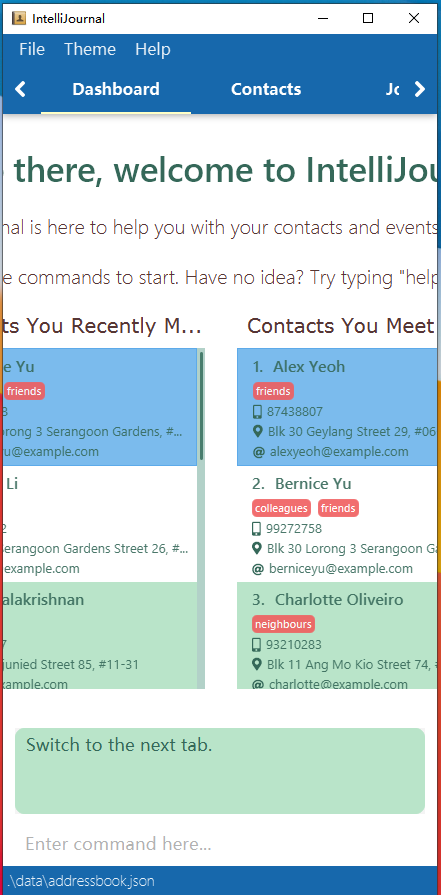 IntelliJournal
File Theme Help
Dashboard Contacts Jo
there, welcome to IntelliJou
nal is here to help you with your contacts and events
e commands to start. Have no idea? Try typing "help
ts You Recently M...
e Yu
friends
3
orong 3 Serangoon Gardens, #...
u@example.com
Li
2
erangoon Gardens Street 26, #...
example.com
alakrishnan
7
junied Street 85, #11-31
@example.com
Contacts You Meet
1. Alex Yeoh
friends
87438807
Blk 30 Geylang Street 29, #06
@ alexyeoh@example.com
2. Bernice Yu
colleagues friends
99272758
Blk 30 Lorong 3 Serangoon Ga
@ berniceyu@example.com
3. Charlotte Oliveiro
neighbours
93210283
Blk 11 Ang Mo Kio Street 74,
@ charlotte@example.com
Switch to the next tab.
Enter command here...
.\data\addressbook.json